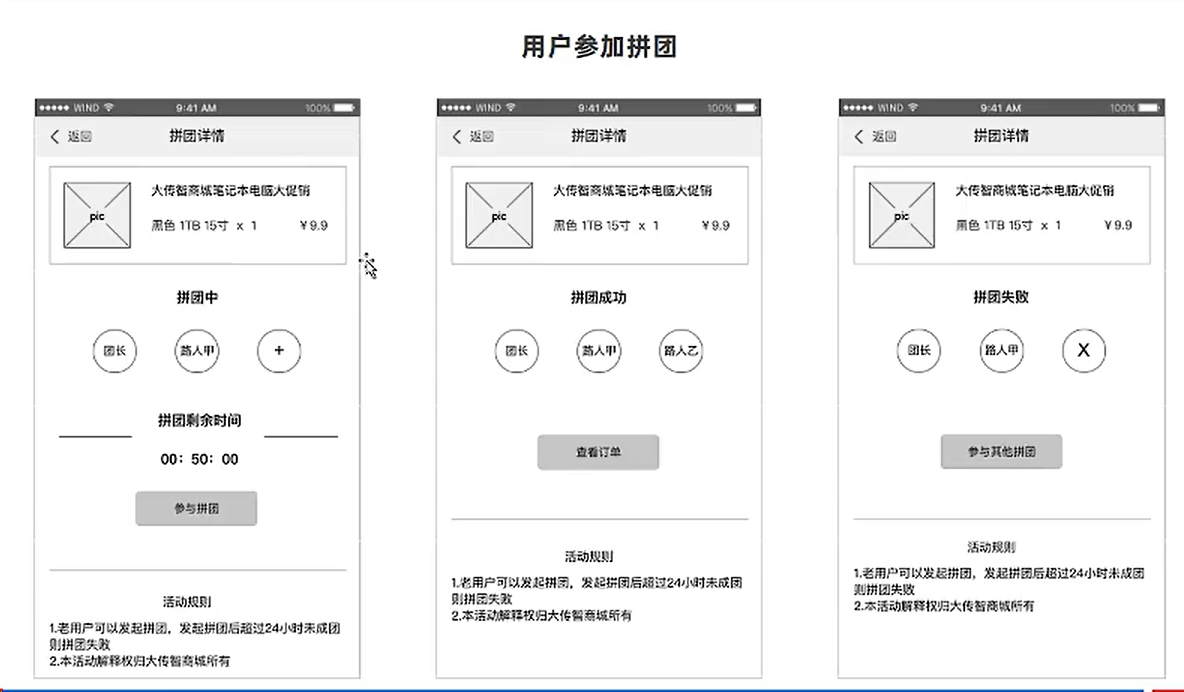 用户参加拼团
WIND 9:41 AM 100%
返回 拼团详情
pic
大传智商城笔记本电脑大促销
黑色 1TB 15寸 x 1 ￥9.9
拼团中
团长 路人甲 +
拼团剩余时间
00：50：00
参与拼团
活动规则
1.老用户可以发起拼团，发起拼团后超过24小时未成团
则拼团失败
2.本活动解释权归大传智商城所有
WIND 9:41 AM 100%
返回 拼团详情
pic
大传智商城笔记本电脑大促销
黑色 1TB 15寸 x 1 ￥9.9
拼团成功
团长 路人甲 路人乙
查看订单
活动规则
1.老用户可以发起拼团，发起拼团后超过24小时未成团
则拼团失败
2.本活动解释权归大传智商城所有
WIND 9:41 AM 100%
返回 拼团详情
pic
大传智商城笔记本电脑大促销
黑色 1TB 15寸 x 1 ￥9.9
拼团失败
团长 路人甲 X
参与其他拼团
活动规则
1.老用户可以发起拼团，发起拼团后超过24小时未成团
则拼团失败
2.本活动解释权归大传智商城所有